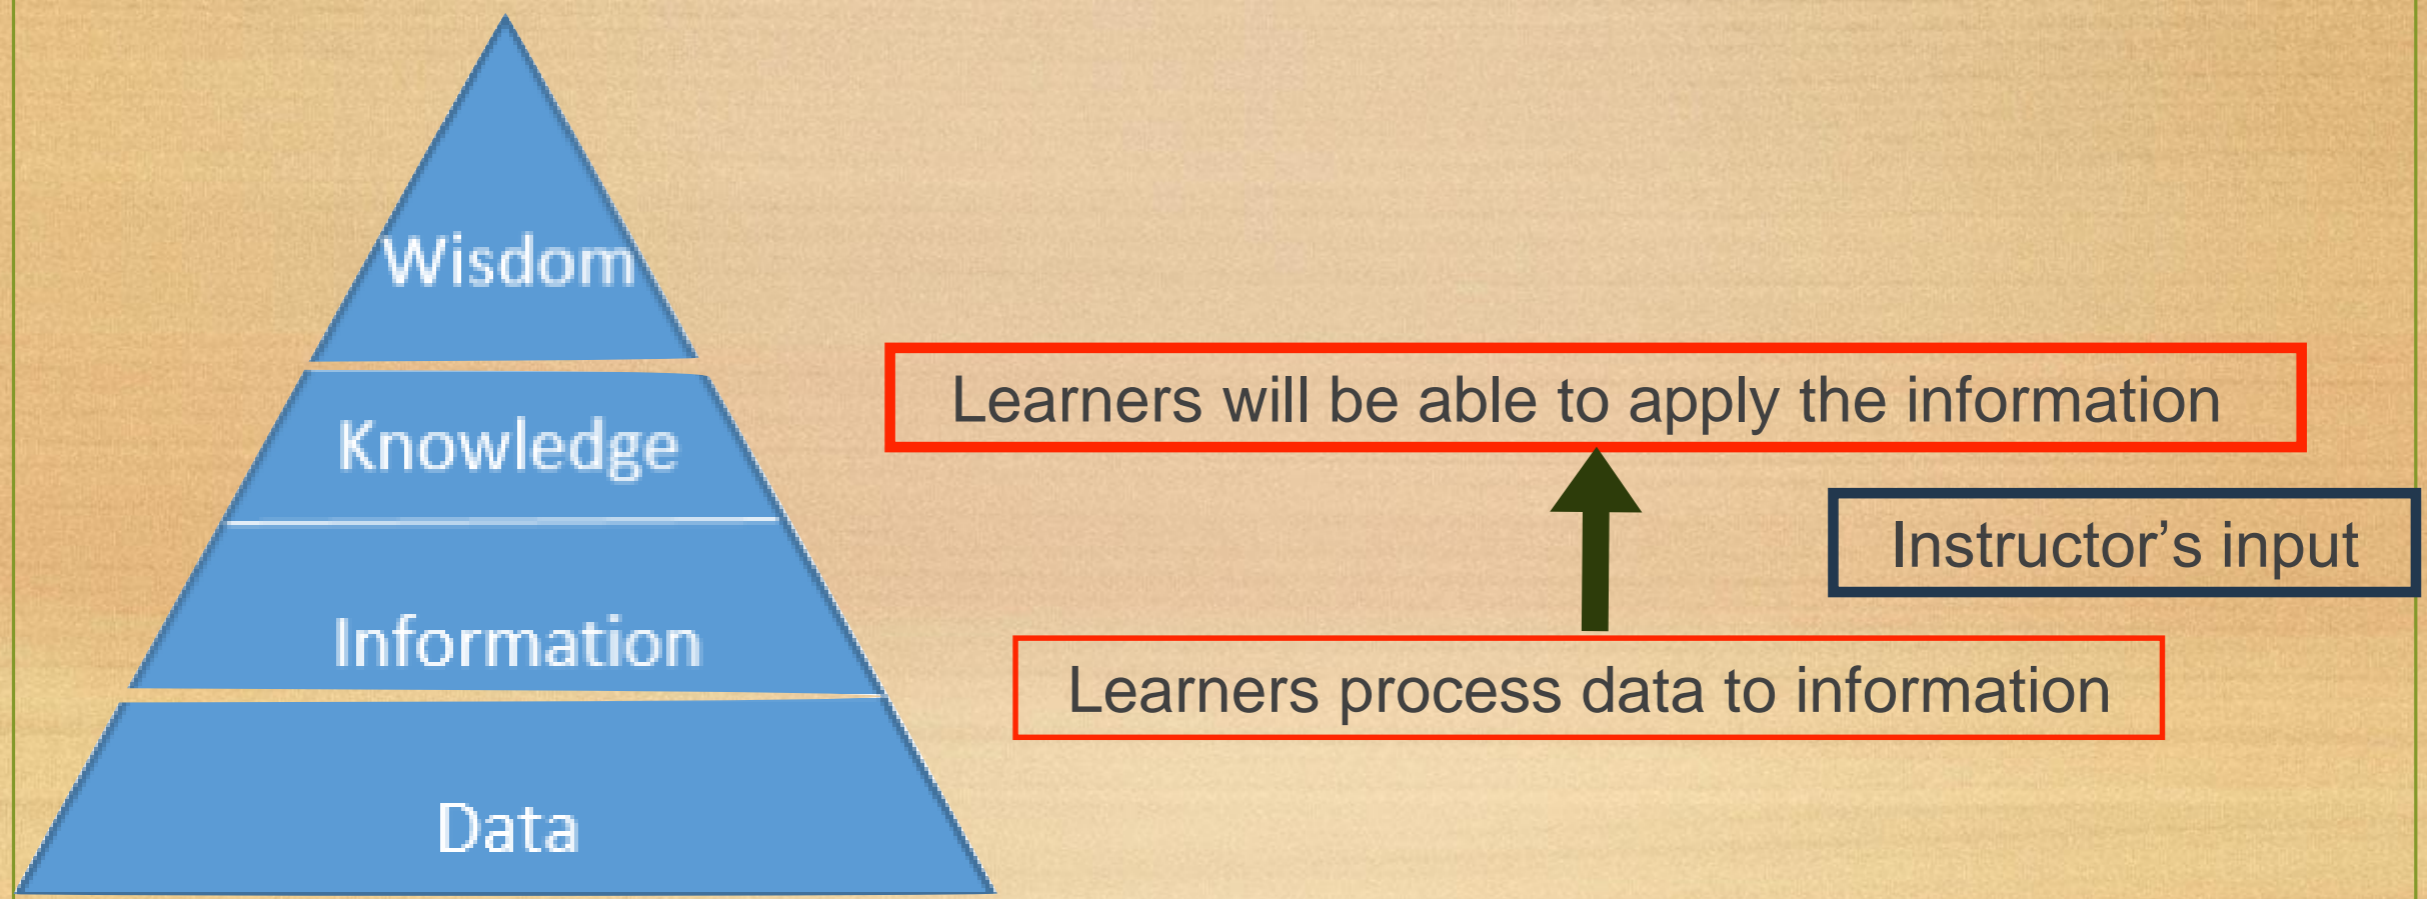 Wisdom
Knowledge
Information
Data
Learners will be able to apply the information
Instructor’s input
Learners process data to information